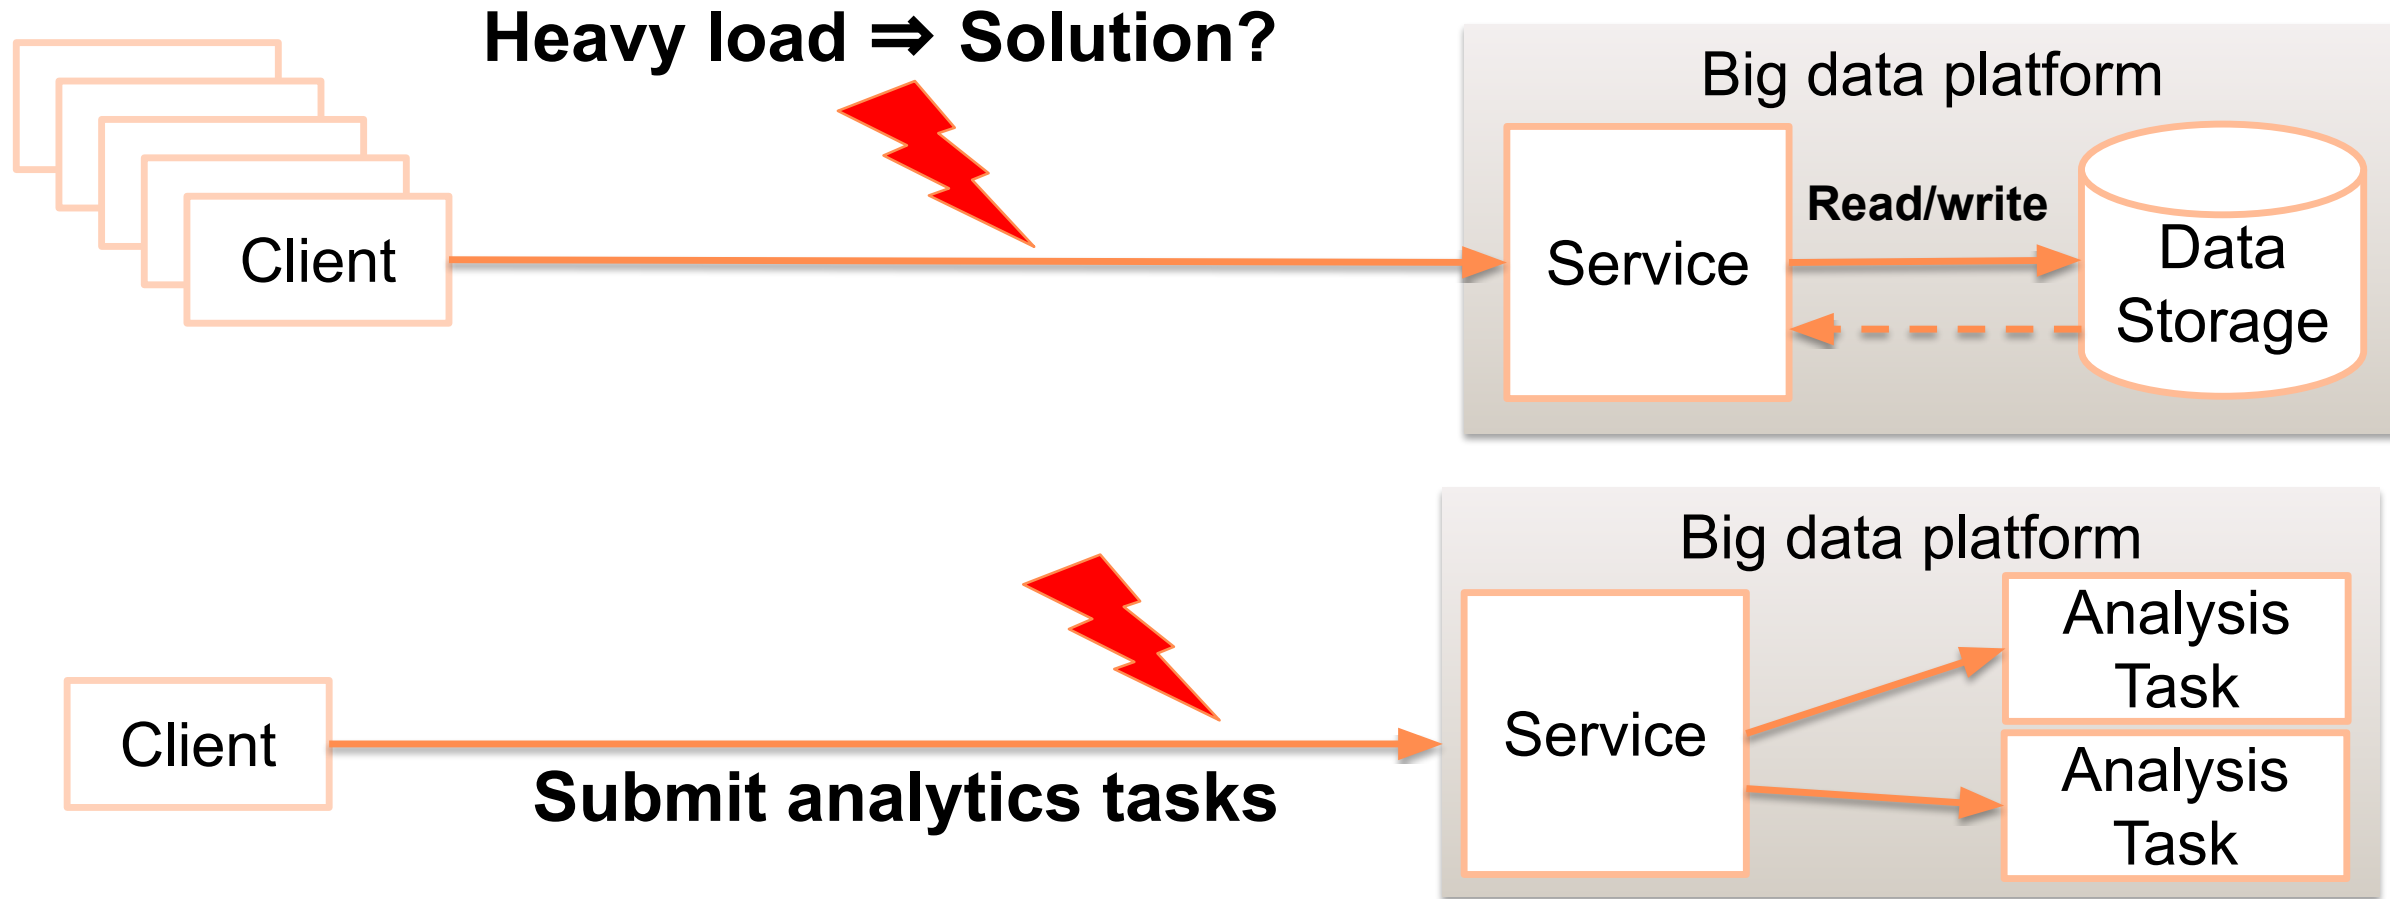 Heavy load ⇒ Solution?
Big data platform
Client
Service
Read/write
Data
Storage
Big data platform
Client
Submit analytics tasks
Service
Analysis
Task
Analysis
Task